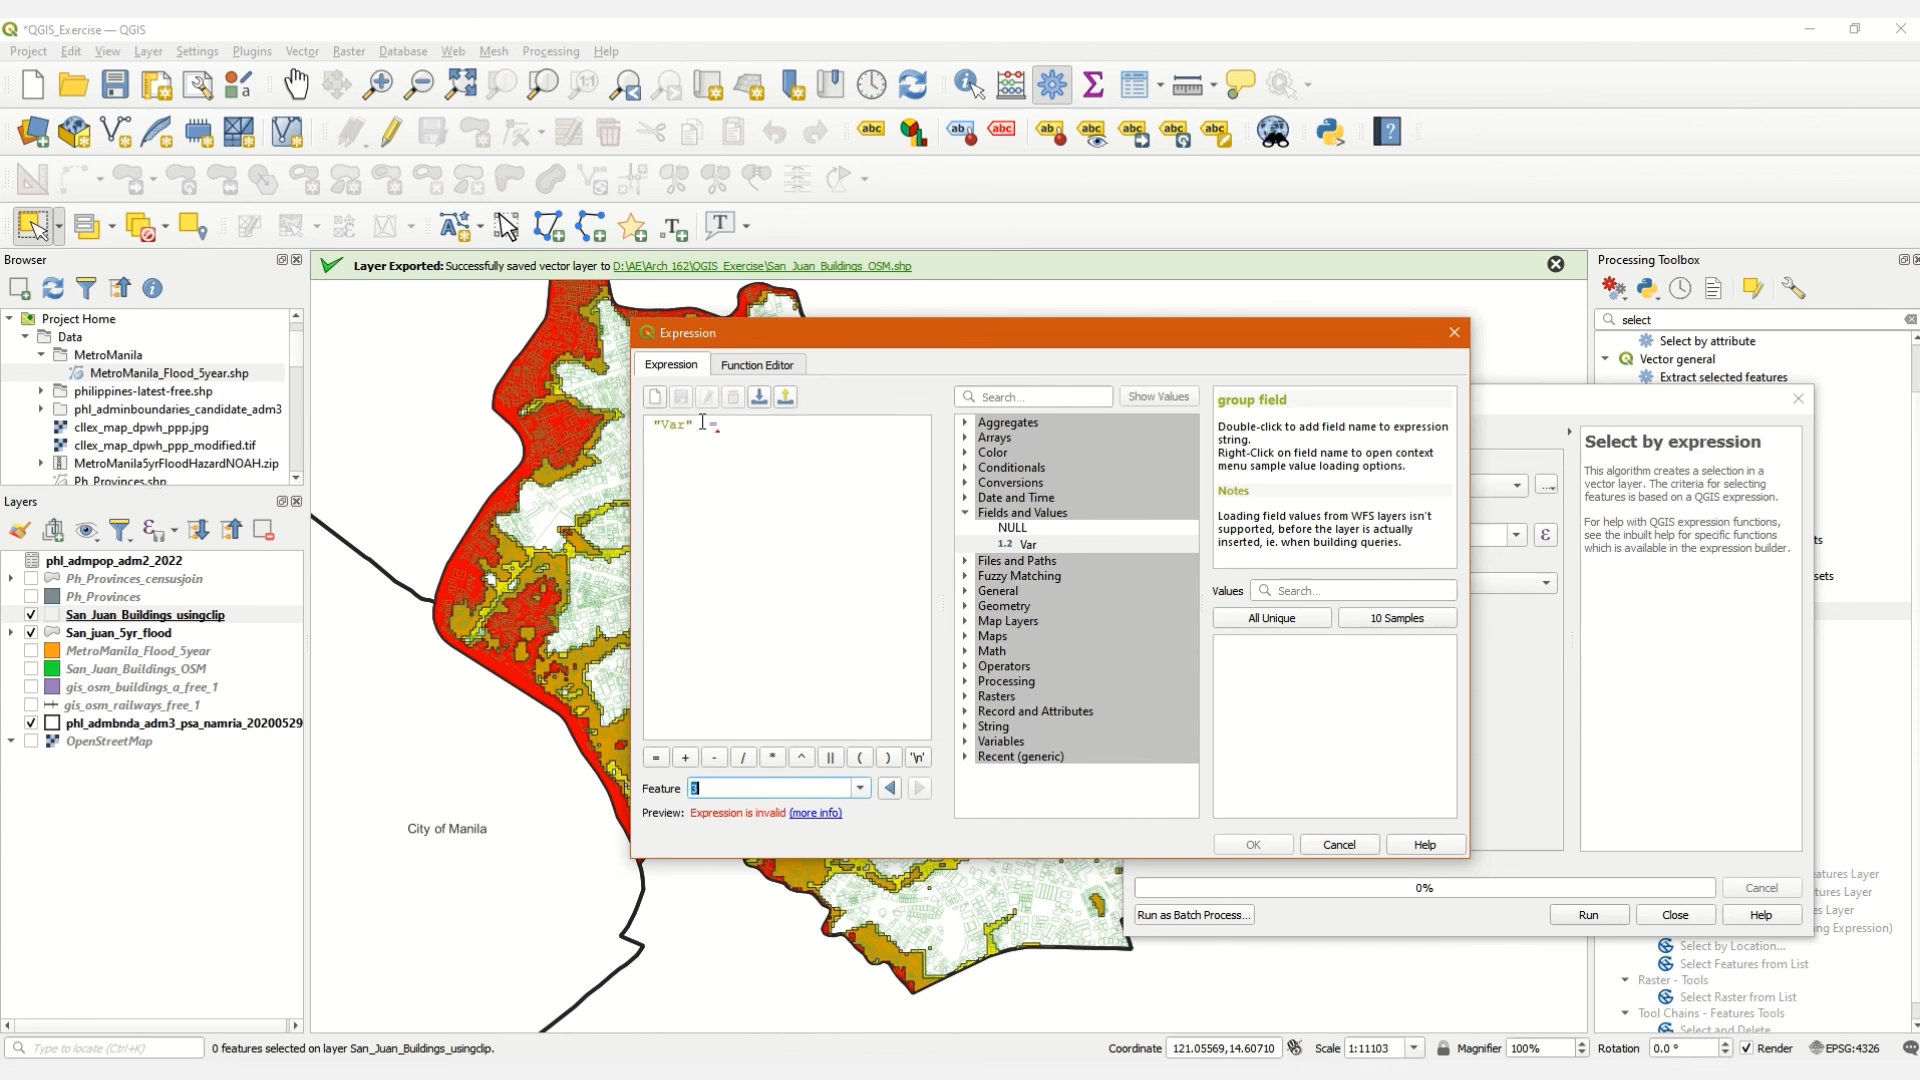 *QGIS_Exercise — QGIS
Project Edit View Layer Settings Plugins Vector Raster Database Web Mesh Processing Help
Browser
Project Home
Data
MetroManila
MetroManila_Flood_5year.shp
philippines-latest-free.shp
phl_adminboundaries_candidate_adm3
cllex_map_dpwh_ppp.jpg
cllex_map_dpwh_ppp_modified.tif
MetroManila5yrFloodHazardNOAH.zip
Ph_Provinces.shp
Layers
phl_admpop_adm2_2022
Ph_Provinces_censusjoin
Ph_Provinces
San_Juan_Buildings_usingclip
San_juan_5yr_flood
MetroManila_Flood_5year
San_Juan_Buildings_OSM
gis_osm_buildings_a_free_1
gis_osm_railways_free_1
phl_admbnda_adm3_psa_namria_20200529
OpenStreetMap
Layer Exported: Successfully saved vector layer to D:\AE\Arch 162\QGIS_Exercise\San_Juan_Buildings_OSM.shp
City of Manila
Expression
Expression Function Editor
"Var" =
= + - / * ^ || ( ) '\n'
Feature 3
Preview: Expression is invalid (more info)
Search... Show Values
Aggregates
Arrays
Color
Conditionals
Conversions
Date and Time
Fields and Values
NULL
1.2 Var
Files and Paths
Fuzzy Matching
General
Geometry
Map Layers
Maps
Math
Operators
Processing
Rasters
Record and Attributes
String
Variables
Recent (generic)
group field
Double-click to add field name to expression
string.
Right-Click on field name to open context
menu sample value loading options.
Notes
Loading field values from WFS layers isn't
supported, before the layer is actually
inserted, ie. when building queries.
Values Search...
All Unique 10 Samples
OK Cancel Help
Select by expression
This algorithm creates a selection in a
vector layer. The criteria for selecting
features is based on a QGIS expression.
For help with QGIS expression functions,
see the inbuilt help for specific functions
which is available in the expression builder.
0% Cancel
Run as Batch Process... Run Close Help
Processing Toolbox
select
Select by attribute
Vector general
Extract selected features
ts
sets
atures Layer
tures Layer
es Layer
ing Expression)
Select by Location...
Select Features from List
Raster - Tools
Select Raster from List
Tool Chains - Features Tools
Select and Delete
Type to locate (Ctrl+K) 0 features selected on layer San_Juan_Buildings_usingclip. Coordinate 121.05569,14.60710 Scale 1:11103 Magnifier 100% Rotation 0.0 ° Render EPSG:4326